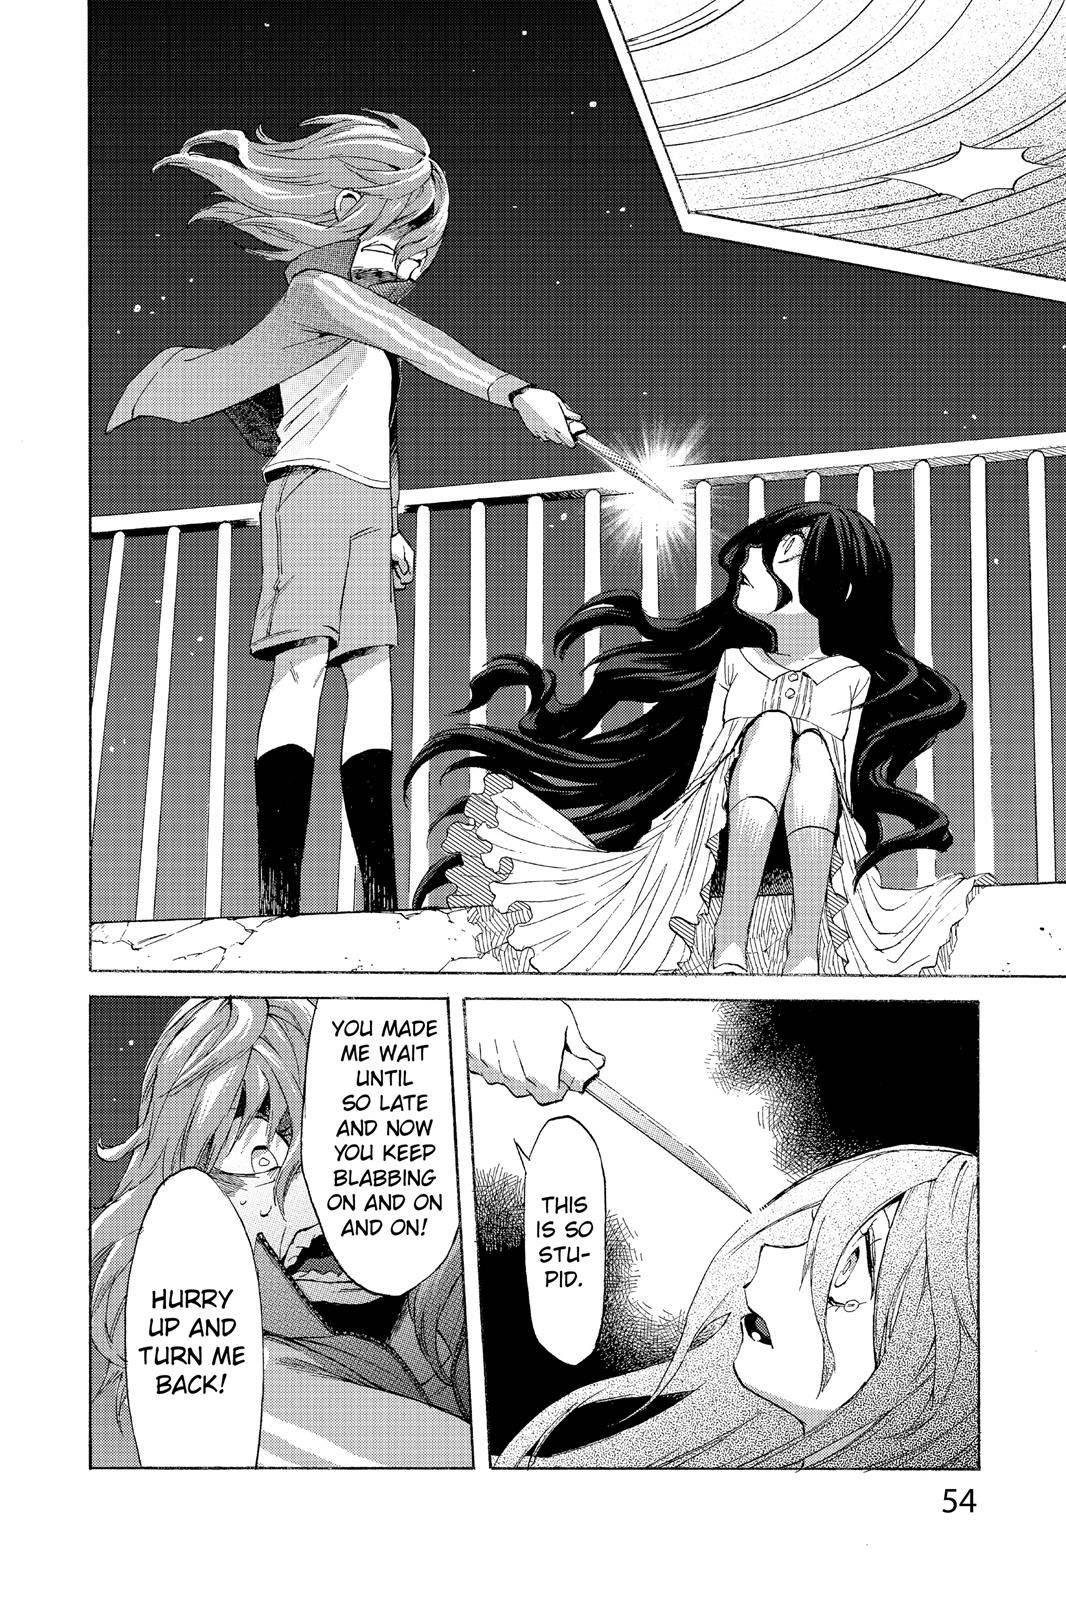 THIS
IS SO
STU-
PID.
YOU MADE
ME WAIT
UNTIL
SO LATE
AND NOW
YOU KEEP
BLABBING
ON AND ON
AND ON!
HURRY
UP AND
TURN ME
BACK!
54